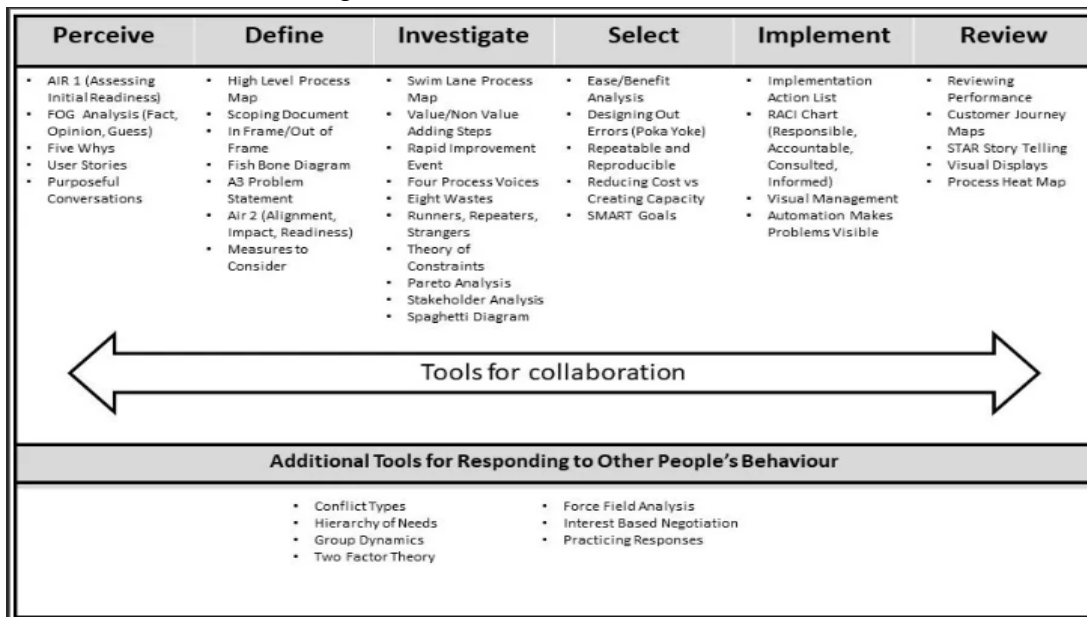 Perceive
Define
Investigate
Select
Implement
Review
• AIR 1 (Assessing
Initial Readiness)
• FOG Analysis (Fact,
Opinion, Guess)
• Five Whys
• User Stories
• Purposeful
Conversations
• High Level Process
Map
• Scoping Document
• In Frame/Out of
Frame
• Fish Bone Diagram
• A3 Problem
Statement
• Air 2 (Alignment,
Impact, Readiness)
• Measures to
Consider
• Swim Lane Process
Map
• Value/Non Value
Adding Steps
• Rapid Improvement
Event
• Four Process Voices
• Eight Wastes
• Runners, Repeaters,
Strangers
• Theory of
Constraints
• Pareto Analysis
• Stakeholder Analysis
• Spaghetti Diagram
• Ease/Benefit
Analysis
• Designing Out
Errors (Poka Yoke)
• Repeatable and
Reproducible
• Reducing Cost vs
Creating Capacity
• SMART Goals
• Implementation
Action List
• RACI Chart
(Responsible,
Accountable,
Consulted,
Informed)
• Visual Management
• Automation Makes
Problems Visible
• Reviewing
Performance
• Customer Journey
Maps
• STAR Story Telling
• Visual Displays
• Process Heat Map
Tools for collaboration
Additional Tools for Responding to Other People's Behaviour
• Conflict Types
• Hierarchy of Needs
• Group Dynamics
• Two Factor Theory
• Force Field Analysis
• Interest Based Negotiation
• Practicing Responses